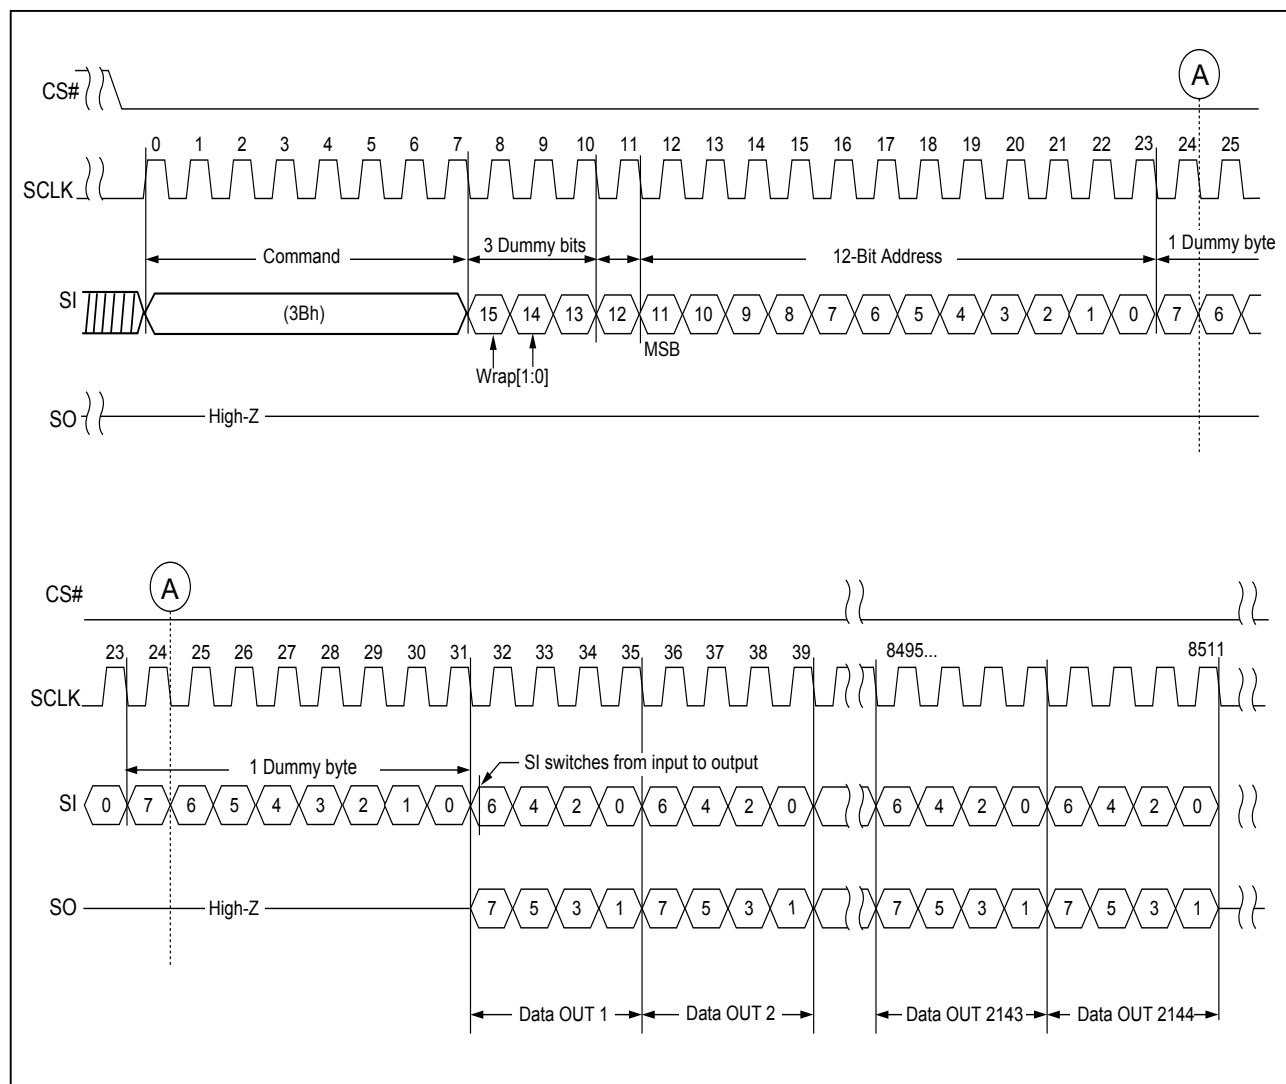 A
CS#
0 1 2 3 4 5 6 7 8 9 10 11 12 13 14 15 16 17 18 19 20 21 22 23 24 25
SCLK
Command 3 Dummy bits 12-Bit Address 1 Dummy byte
SI (3Bh) 15 14 13 12 11 10 9 8 7 6 5 4 3 2 1 0 7 6
MSB
Wrap[1:0]
SO High-Z
A
CS#
23 24 25 26 27 28 29 30 31 32 33 34 35 36 37 38 39 8495... 8511
SCLK
1 Dummy byte SI switches from input to output
SI 0 7 6 5 4 3 2 1 0 6 4 2 0 6 4 2 0 6 4 2 0 6 4 2 0
SO High-Z 7 5 3 1 7 5 3 1 7 5 3 1 7 5 3 1
Data OUT 1 Data OUT 2 Data OUT 2143 Data OUT 2144